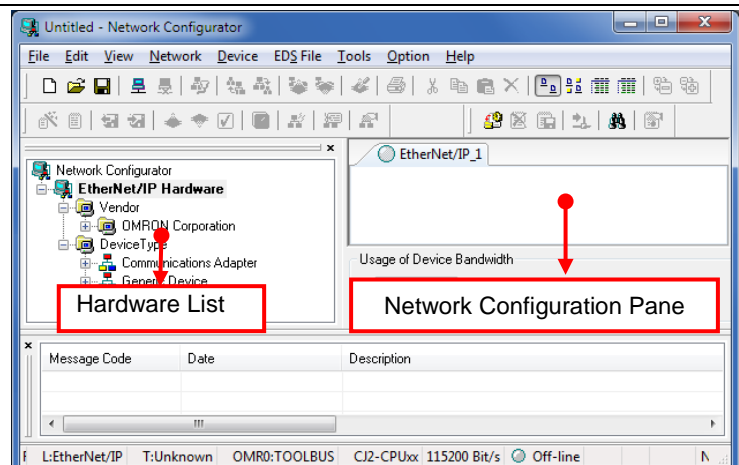 Untitled - Network Configurator
File Edit View Network Device EDS File Tools Option Help
EtherNet/IP_1
Network Configurator
EtherNet/IP Hardware
Vendor
OMRON Corporation
DeviceType
Communications Adapter
Generic Device
Usage of Device Bandwidth
Hardware List
Network Configuration Pane
Message Code Date Description
L:EtherNet/IP T:Unknown OMR0:TOOLBUS CJ2-CPUxx 115200 Bit/s Off-line N